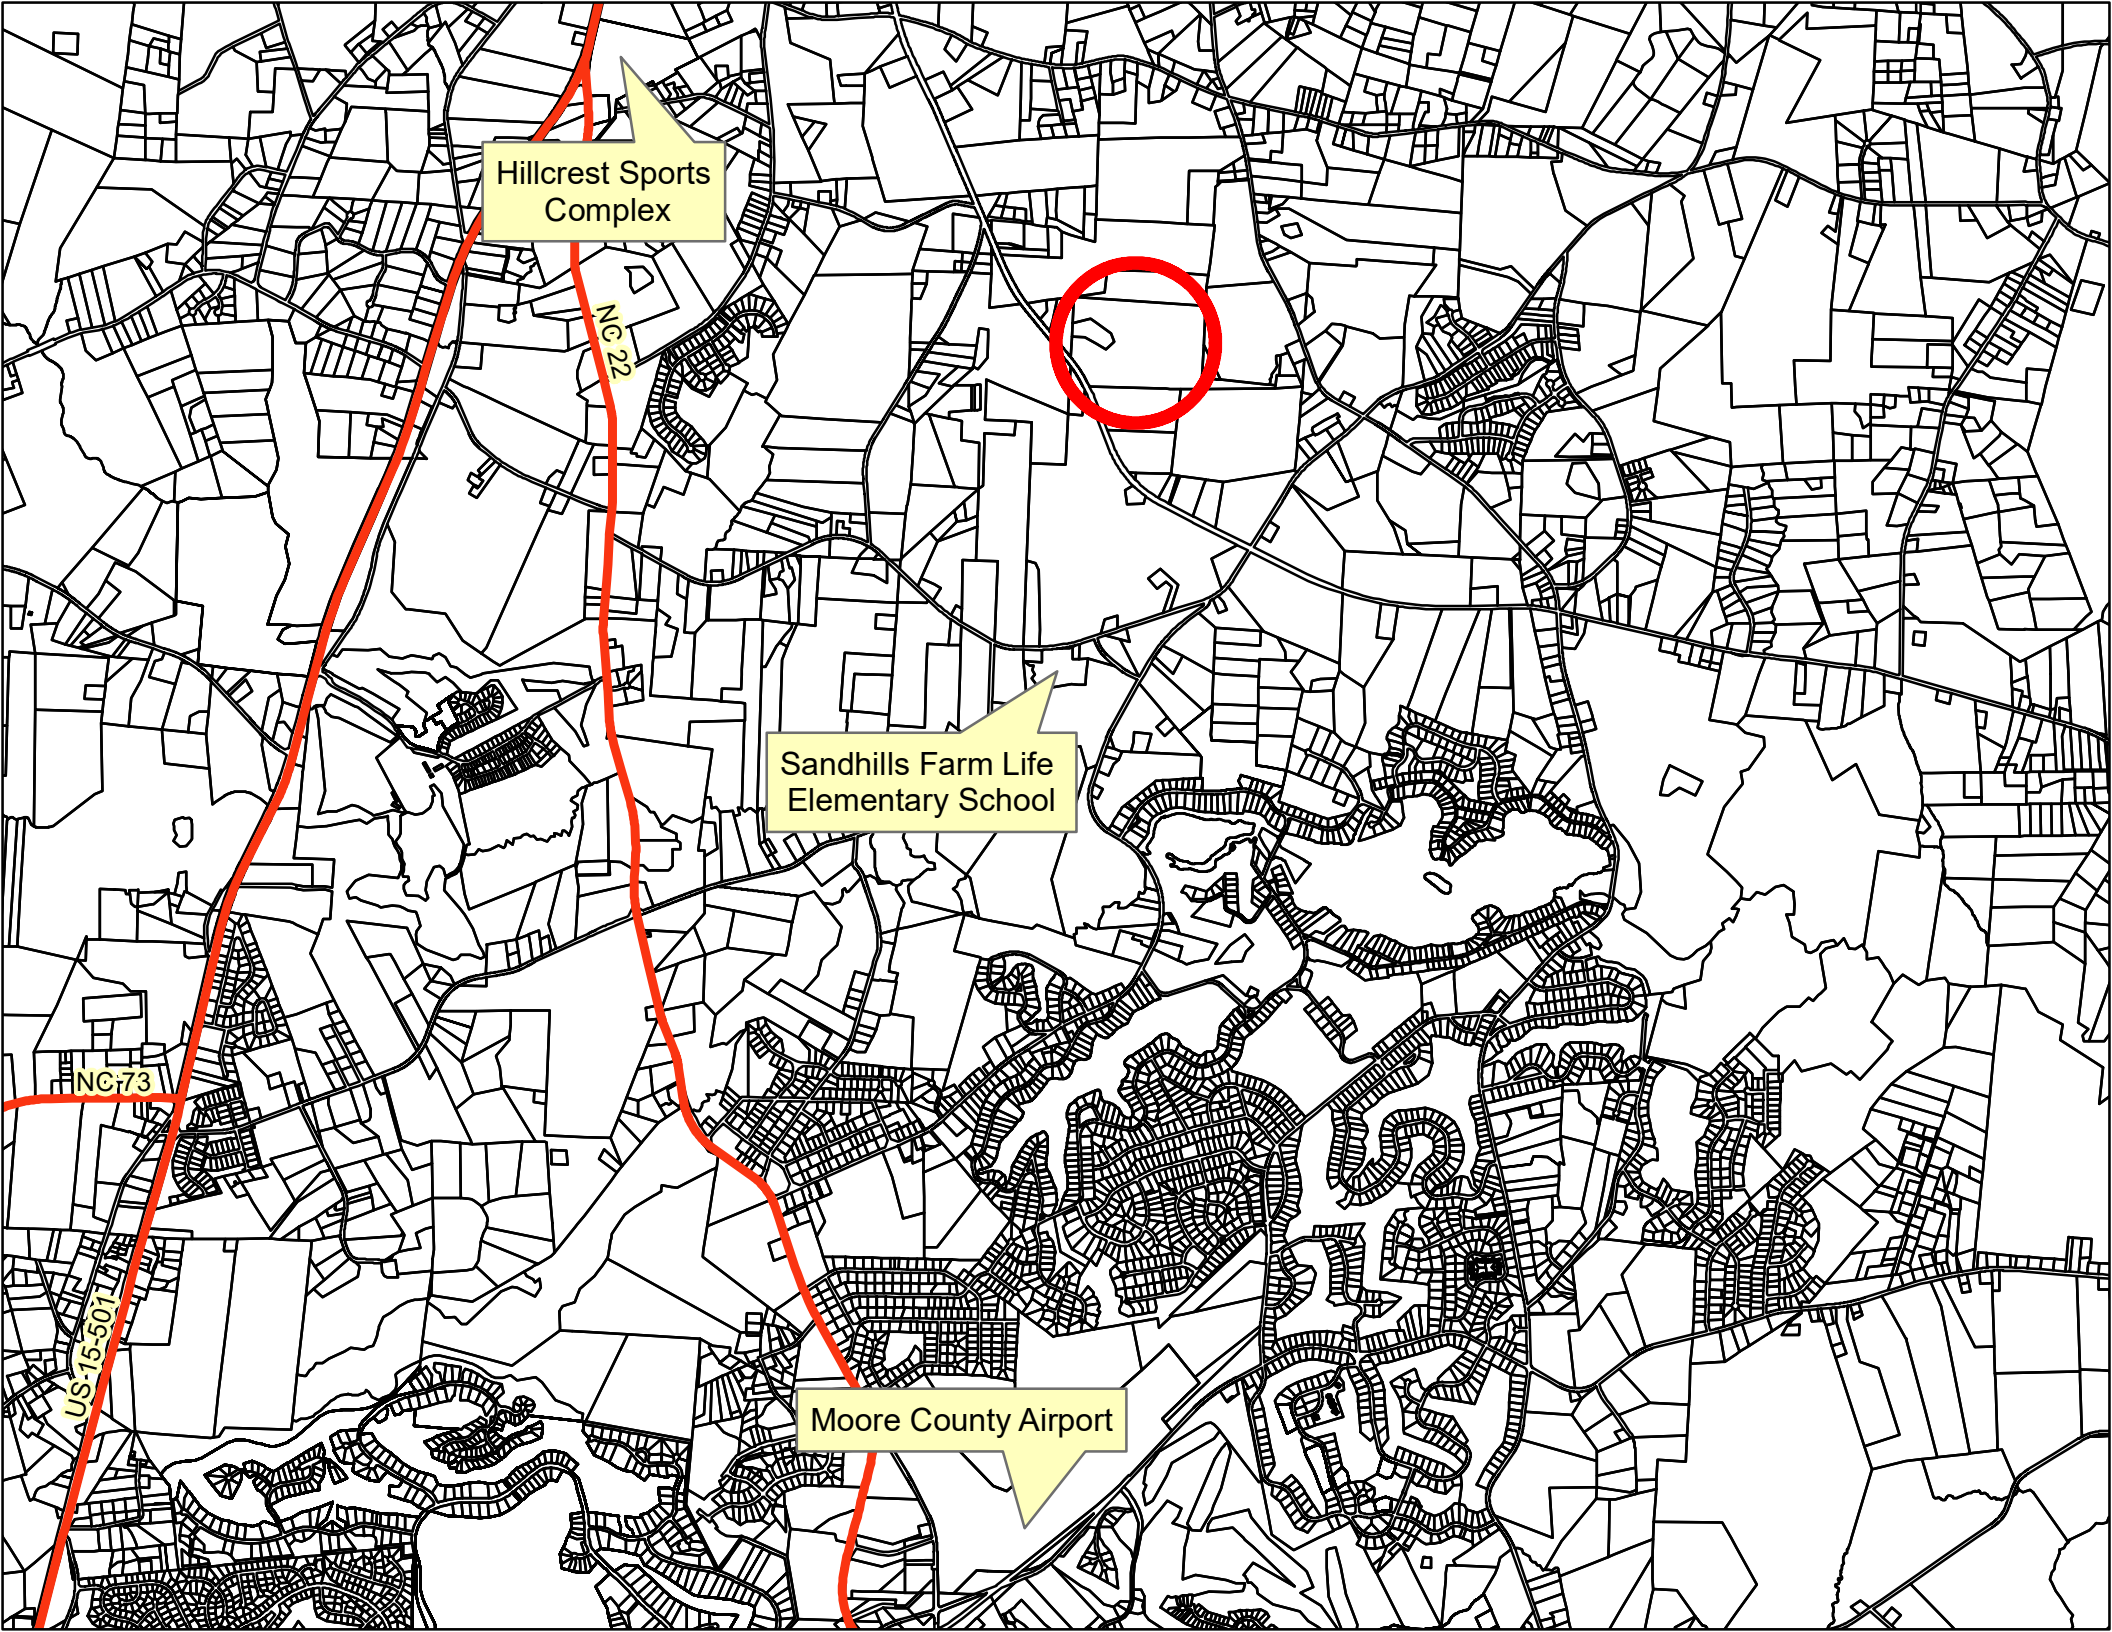 Hillcrest Sports
Complex
NC 22
Sandhills Farm Life
Elementary School
NC 73
US 15-501
Moore County Airport